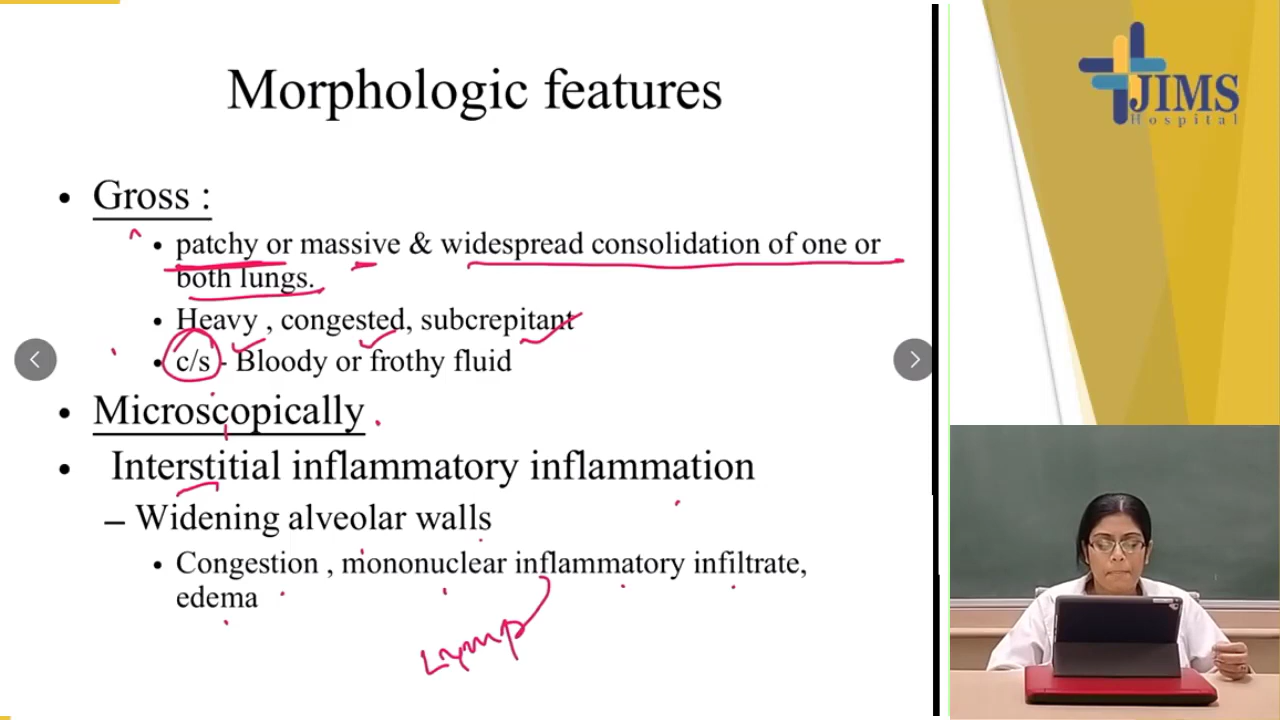 Morphologic features
JIMS
Hospital
• Gross :
• patchy or massive & widespread consolidation of one or
both lungs.
• Heavy , congested, subcrepitant
• c/s - Bloody or frothy fluid
• Microscopically
• Interstitial inflammatory inflammation
– Widening alveolar walls
• Congestion , mononuclear inflammatory infiltrate,
edema
Lymp